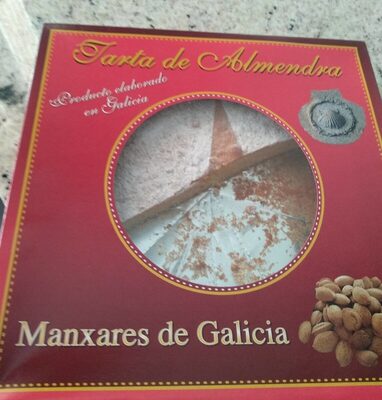 Tarta de Almendra
Producto elaborado
en Galicia
Manxares de Galicia